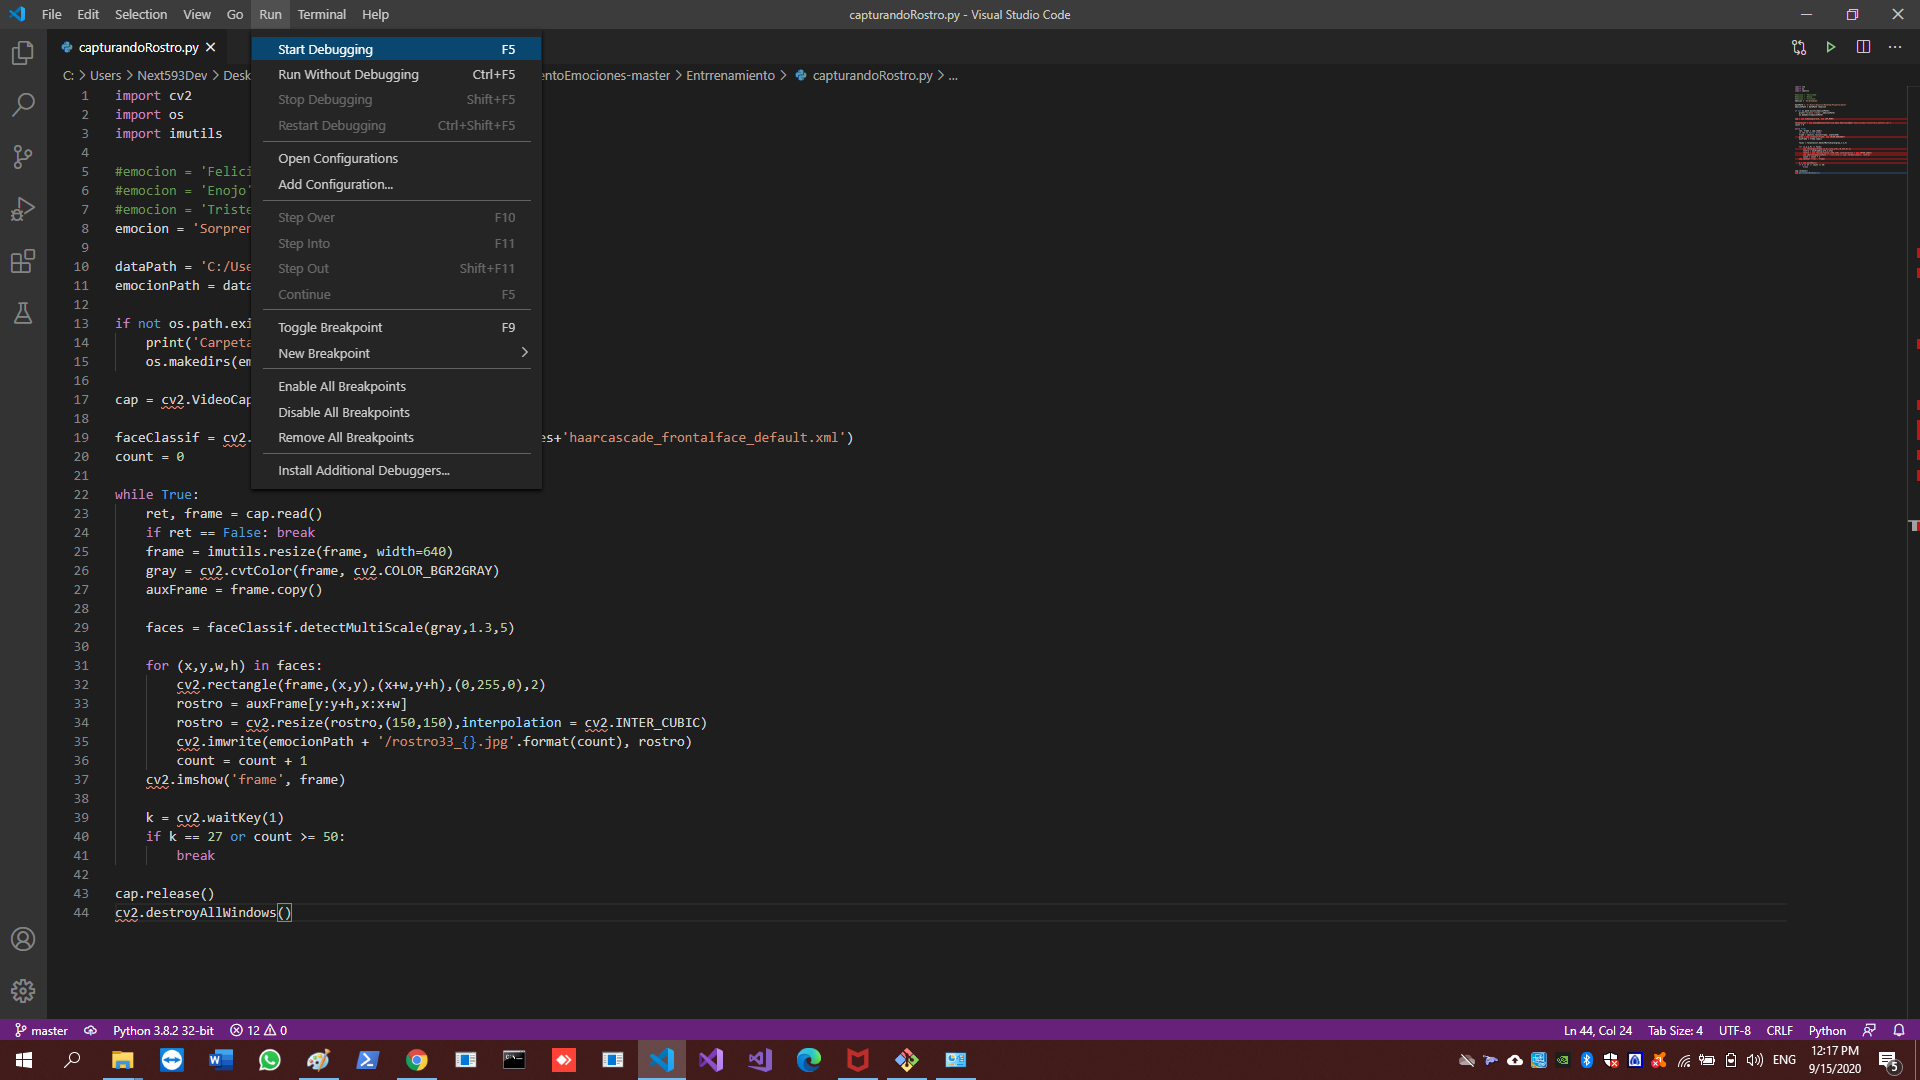 File Edit Selection View Go Run Terminal Help
capturandoRostro.py - Visual Studio Code
capturandoRostro.py
C: > Users > Next593Dev > Desk
entoEmociones-master > Entrrenamiento > capturandoRostro.py > ...
Start Debugging F5
Run Without Debugging Ctrl+F5
Stop Debugging Shift+F5
Restart Debugging Ctrl+Shift+F5
Open Configurations
Add Configuration...
Step Over F10
Step Into F11
Step Out Shift+F11
Continue F5
Toggle Breakpoint F9
New Breakpoint
Enable All Breakpoints
Disable All Breakpoints
Remove All Breakpoints
Install Additional Debuggers...
1 import cv2
2 import os
3 import imutils
4
5 #emocion = 'Felici
6 #emocion = 'Enojo'
7 #emocion = 'Triste
8 emocion = 'Sorpren
9
10 dataPath = 'C:/Use
11 emocionPath = data
12
13 if not os.path.exi
14 print('Carpeta
15 os.makedirs(em
16
17 cap = cv2.VideoCap
18
19 faceClassif = cv2. es+'haarcascade_frontalface_default.xml')
20 count = 0
21
22 while True:
23 ret, frame = cap.read()
24 if ret == False: break
25 frame = imutils.resize(frame, width=640)
26 gray = cv2.cvtColor(frame, cv2.COLOR_BGR2GRAY)
27 auxFrame = frame.copy()
28
29 faces = faceClassif.detectMultiScale(gray,1.3,5)
30
31 for (x,y,w,h) in faces:
32 cv2.rectangle(frame,(x,y),(x+w,y+h),(0,255,0),2)
33 rostro = auxFrame[y:y+h,x:x+w]
34 rostro = cv2.resize(rostro,(150,150),interpolation = cv2.INTER_CUBIC)
35 cv2.imwrite(emocionPath + '/rostro33_{}.jpg'.format(count), rostro)
36 count = count + 1
37 cv2.imshow('frame', frame)
38
39 k = cv2.waitKey(1)
40 if k == 27 or count >= 50:
41 break
42
43 cap.release()
44 cv2.destroyAllWindows()
master Python 3.8.2 32-bit 12 0
Ln 44, Col 24 Tab Size: 4 UTF-8 CRLF Python
ENG
12:17 PM
9/15/2020
5